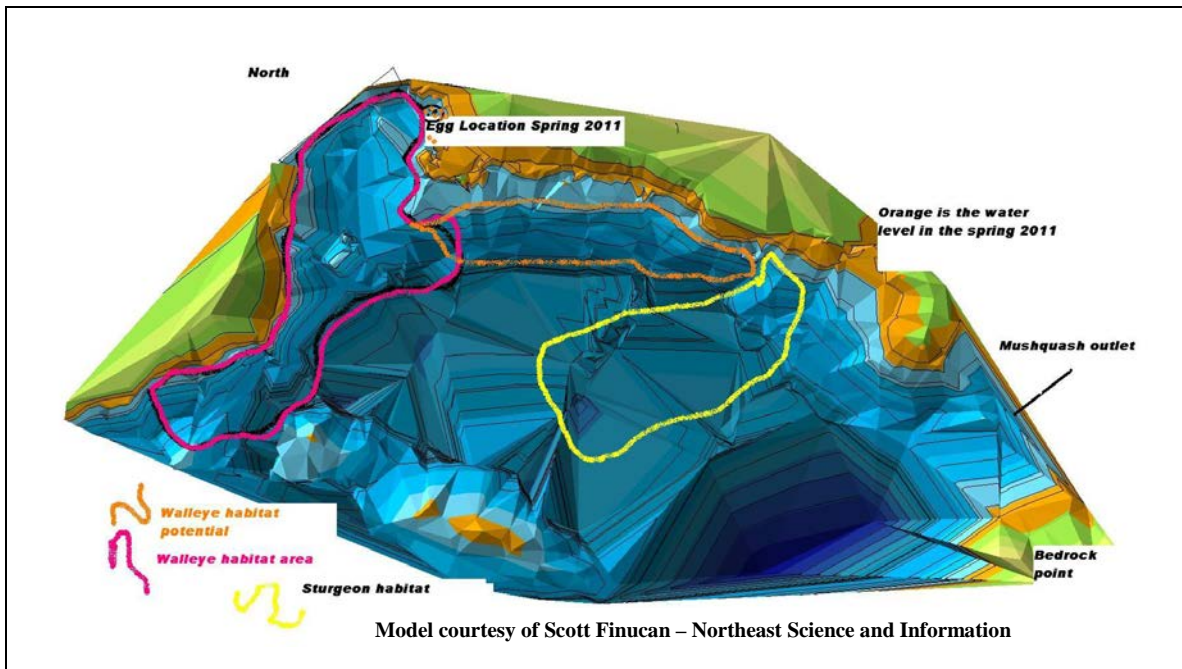 North
Egg Location Spring 2011
Orange is the water
level in the spring 2011
Mushquash outlet
Bedrock
point
Walleye habitat
potential
Walleye habitat area
Sturgeon habitat
Model courtesy of Scott Finucan – Northeast Science and Information